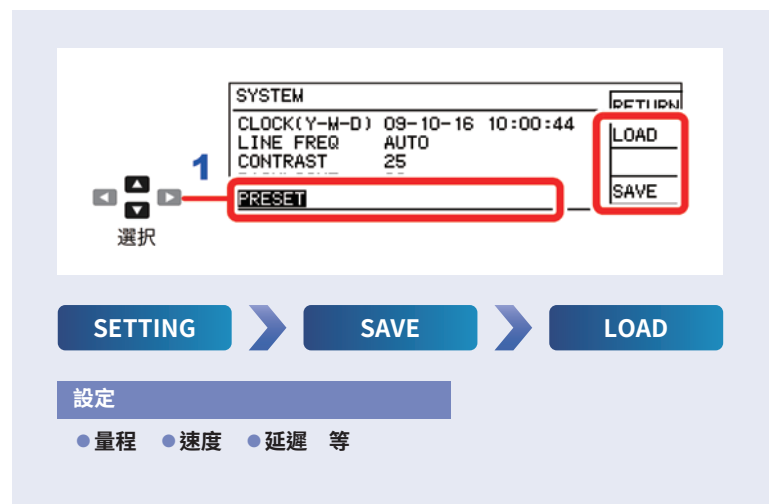 SYSTEM
RETURN
CLOCK(Y-M-D) 09-10-16 10:00:44
LOAD
LINE FREQ AUTO
CONTRAST 25
1
PRESET
SAVE
選択
SETTING
SAVE
LOAD
設定
●量程 ●速度 ●延遲 等